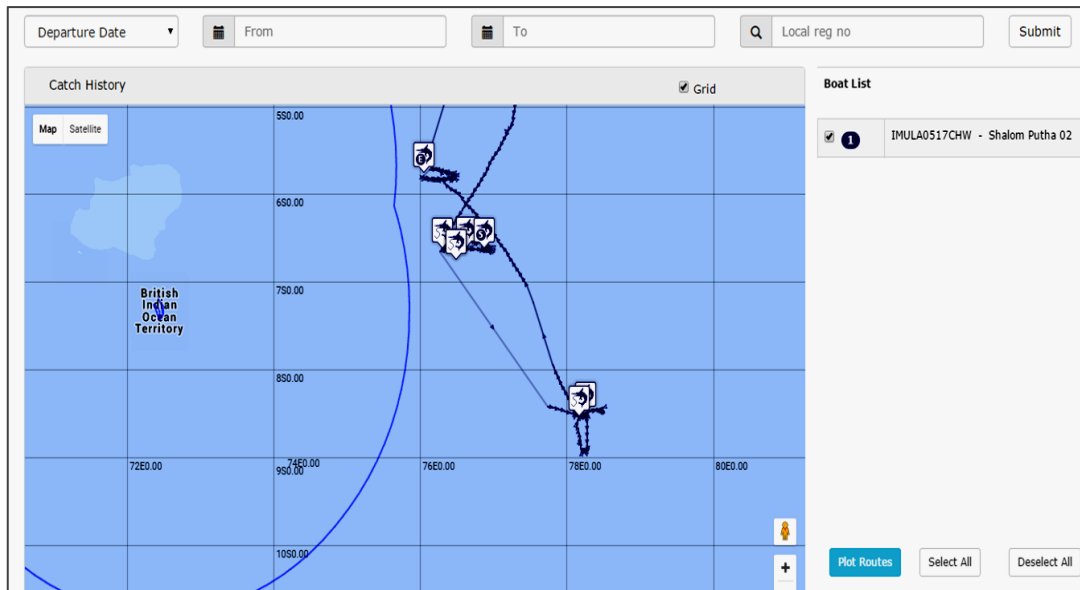 Departure Date
From
To
Local reg no
Submit
Catch History
Grid
Boat List
Map
Satellite
1
IMULA0517CHW - Shalom Putha 02
5S0.00
E
6S0.00
S
S
S
British
Indian
Ocean
Territory
7S0.00
8S0.00
S
72E0.00
74E0.00
9S0.00
76E0.00
78E0.00
80E0.00
10S0.00
+
Plot Routes
Select All
Deselect All